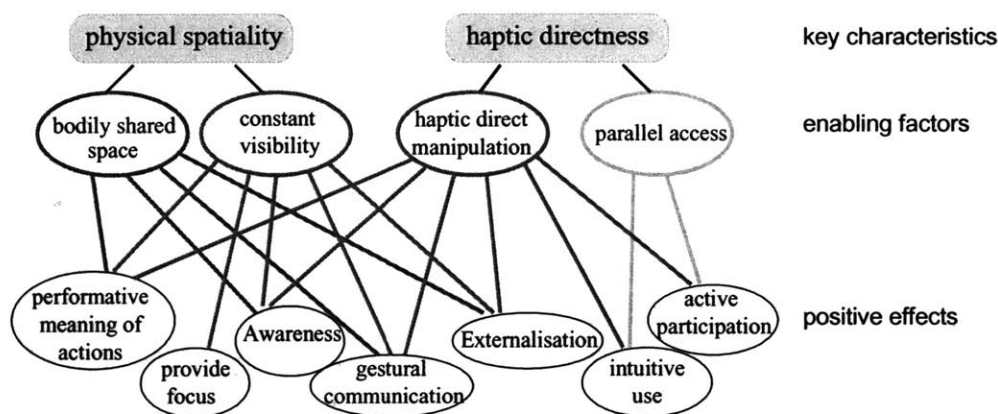 physical spatiality
haptic directness
key characteristics
bodily shared
space
constant
visibility
haptic direct
manipulation
parallel access
enabling factors
performative
meaning of
actions
provide
focus
Awareness
gestural
communication
Externalisation
intuitive
use
active
participation
positive effects